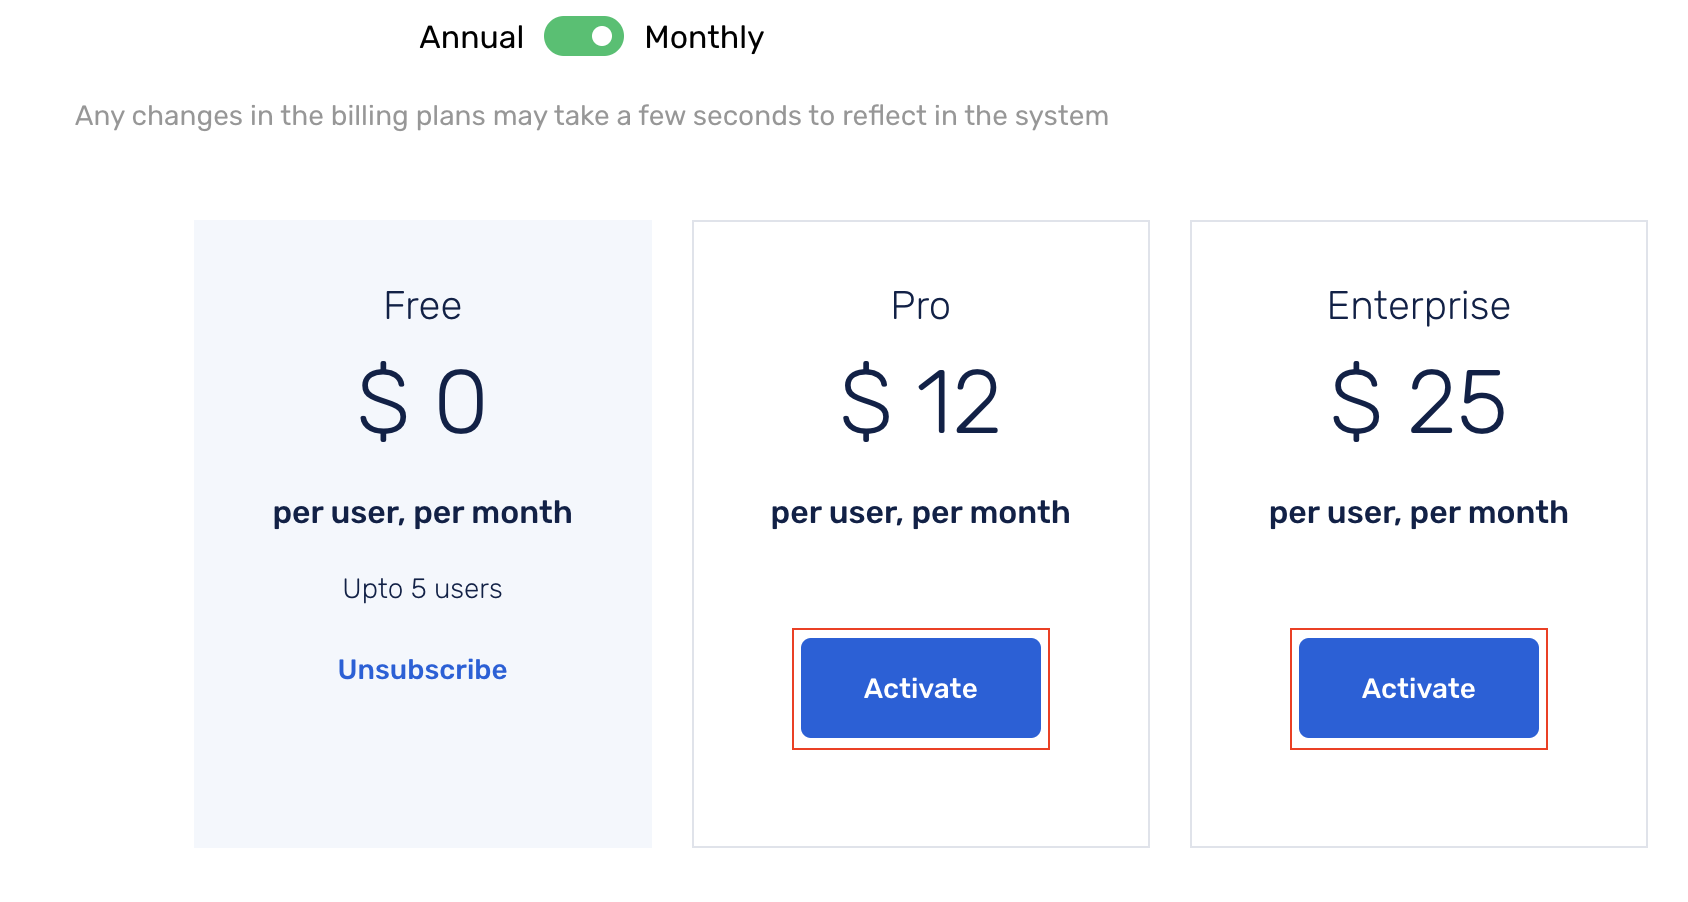 Annual Monthly
Any changes in the billing plans may take a few seconds to reflect in the system
Free
$ 0
per user, per month
Upto 5 users
Unsubscribe
Pro
$ 12
per user, per month
Activate
Enterprise
$ 25
per user, per month
Activate